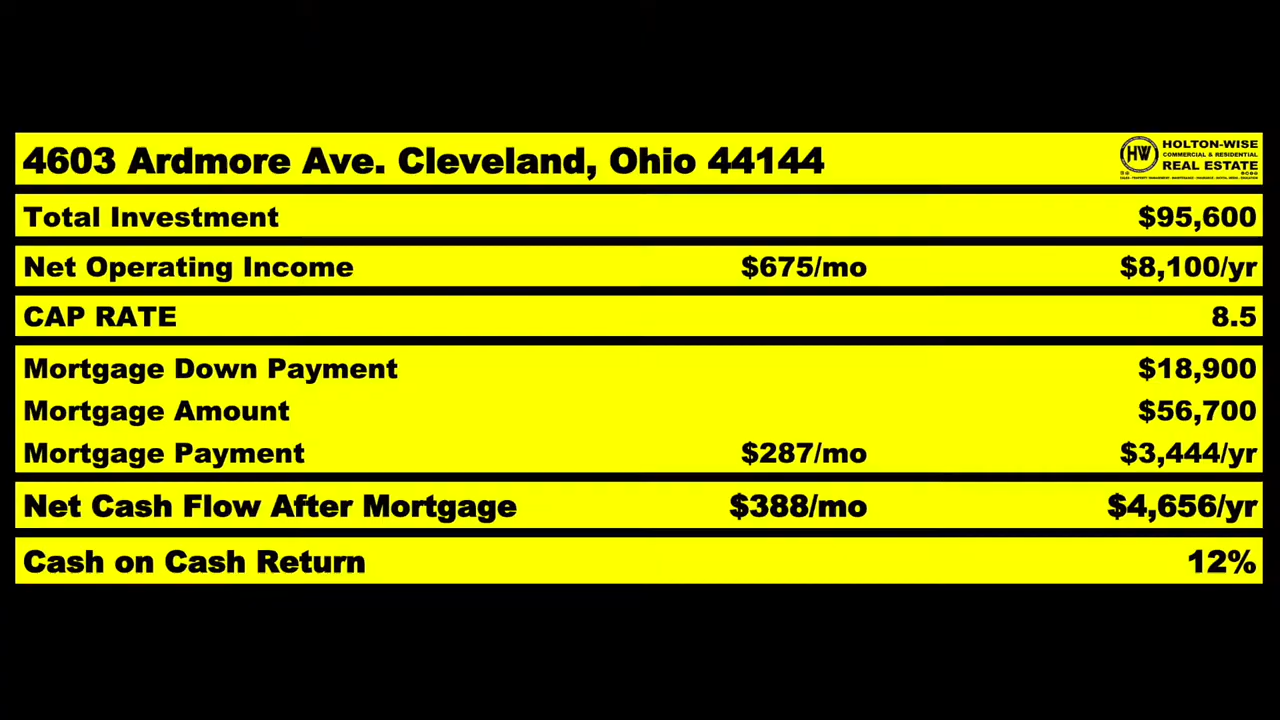 4603 Ardmore Ave. Cleveland, Ohio 44144
HW
HOLTON-WISE
COMMERCIAL & RESIDENTIAL
REAL ESTATE
Total Investment $95,600
Net Operating Income $675/mo $8,100/yr
CAP RATE 8.5
Mortgage Down Payment $18,900
Mortgage Amount $56,700
Mortgage Payment $287/mo $3,444/yr
Net Cash Flow After Mortgage $388/mo $4,656/yr
Cash on Cash Return 12%